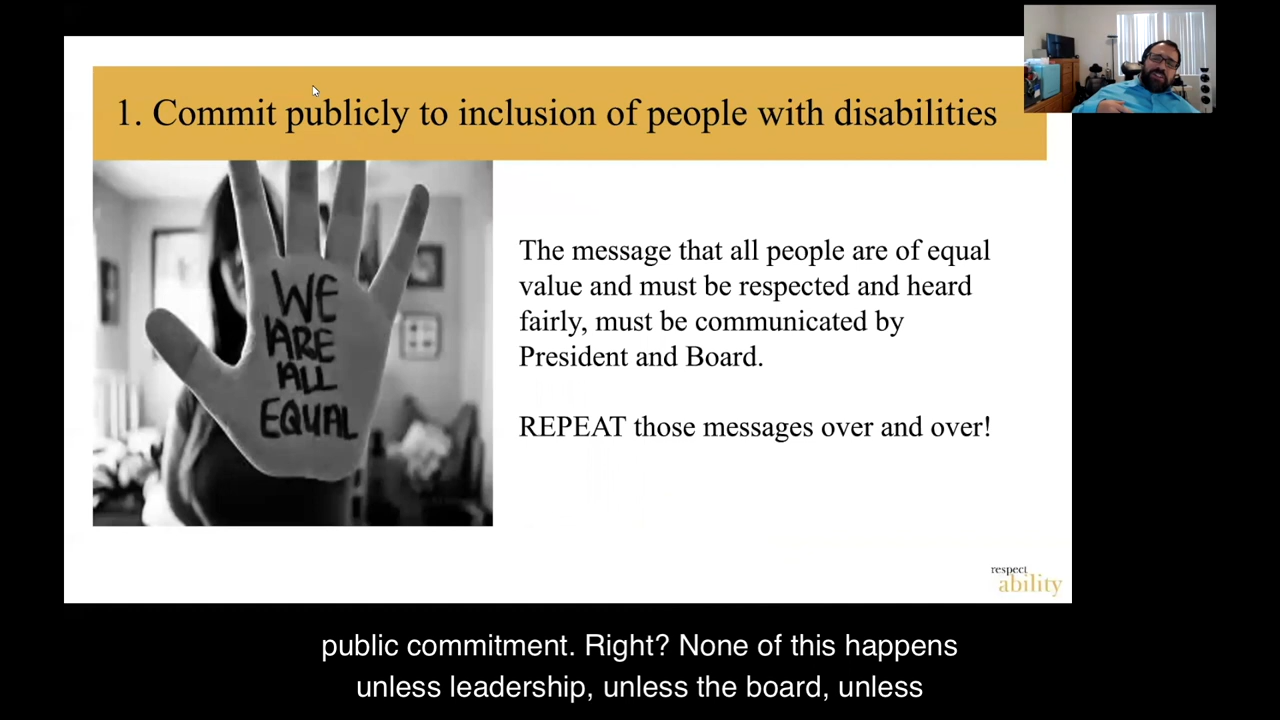 1. Commit publicly to inclusion of people with disabilities
WE
ARE
ALL
EQUAL
The message that all people are of equal
value and must be respected and heard
fairly, must be communicated by
President and Board.
REPEAT those messages over and over!
respect
ability
public commitment. Right? None of this happens
unless leadership, unless the board, unless